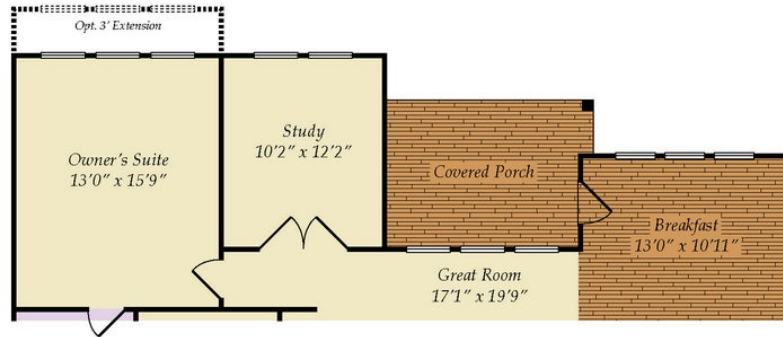 Opt. 3' Extension
Owner's Suite
13'0" x 15'9"
Study
10'2" x 12'2"
Covered Porch
Breakfast
13'0" x 10'11"
Great Room
17'1" x 19'9"